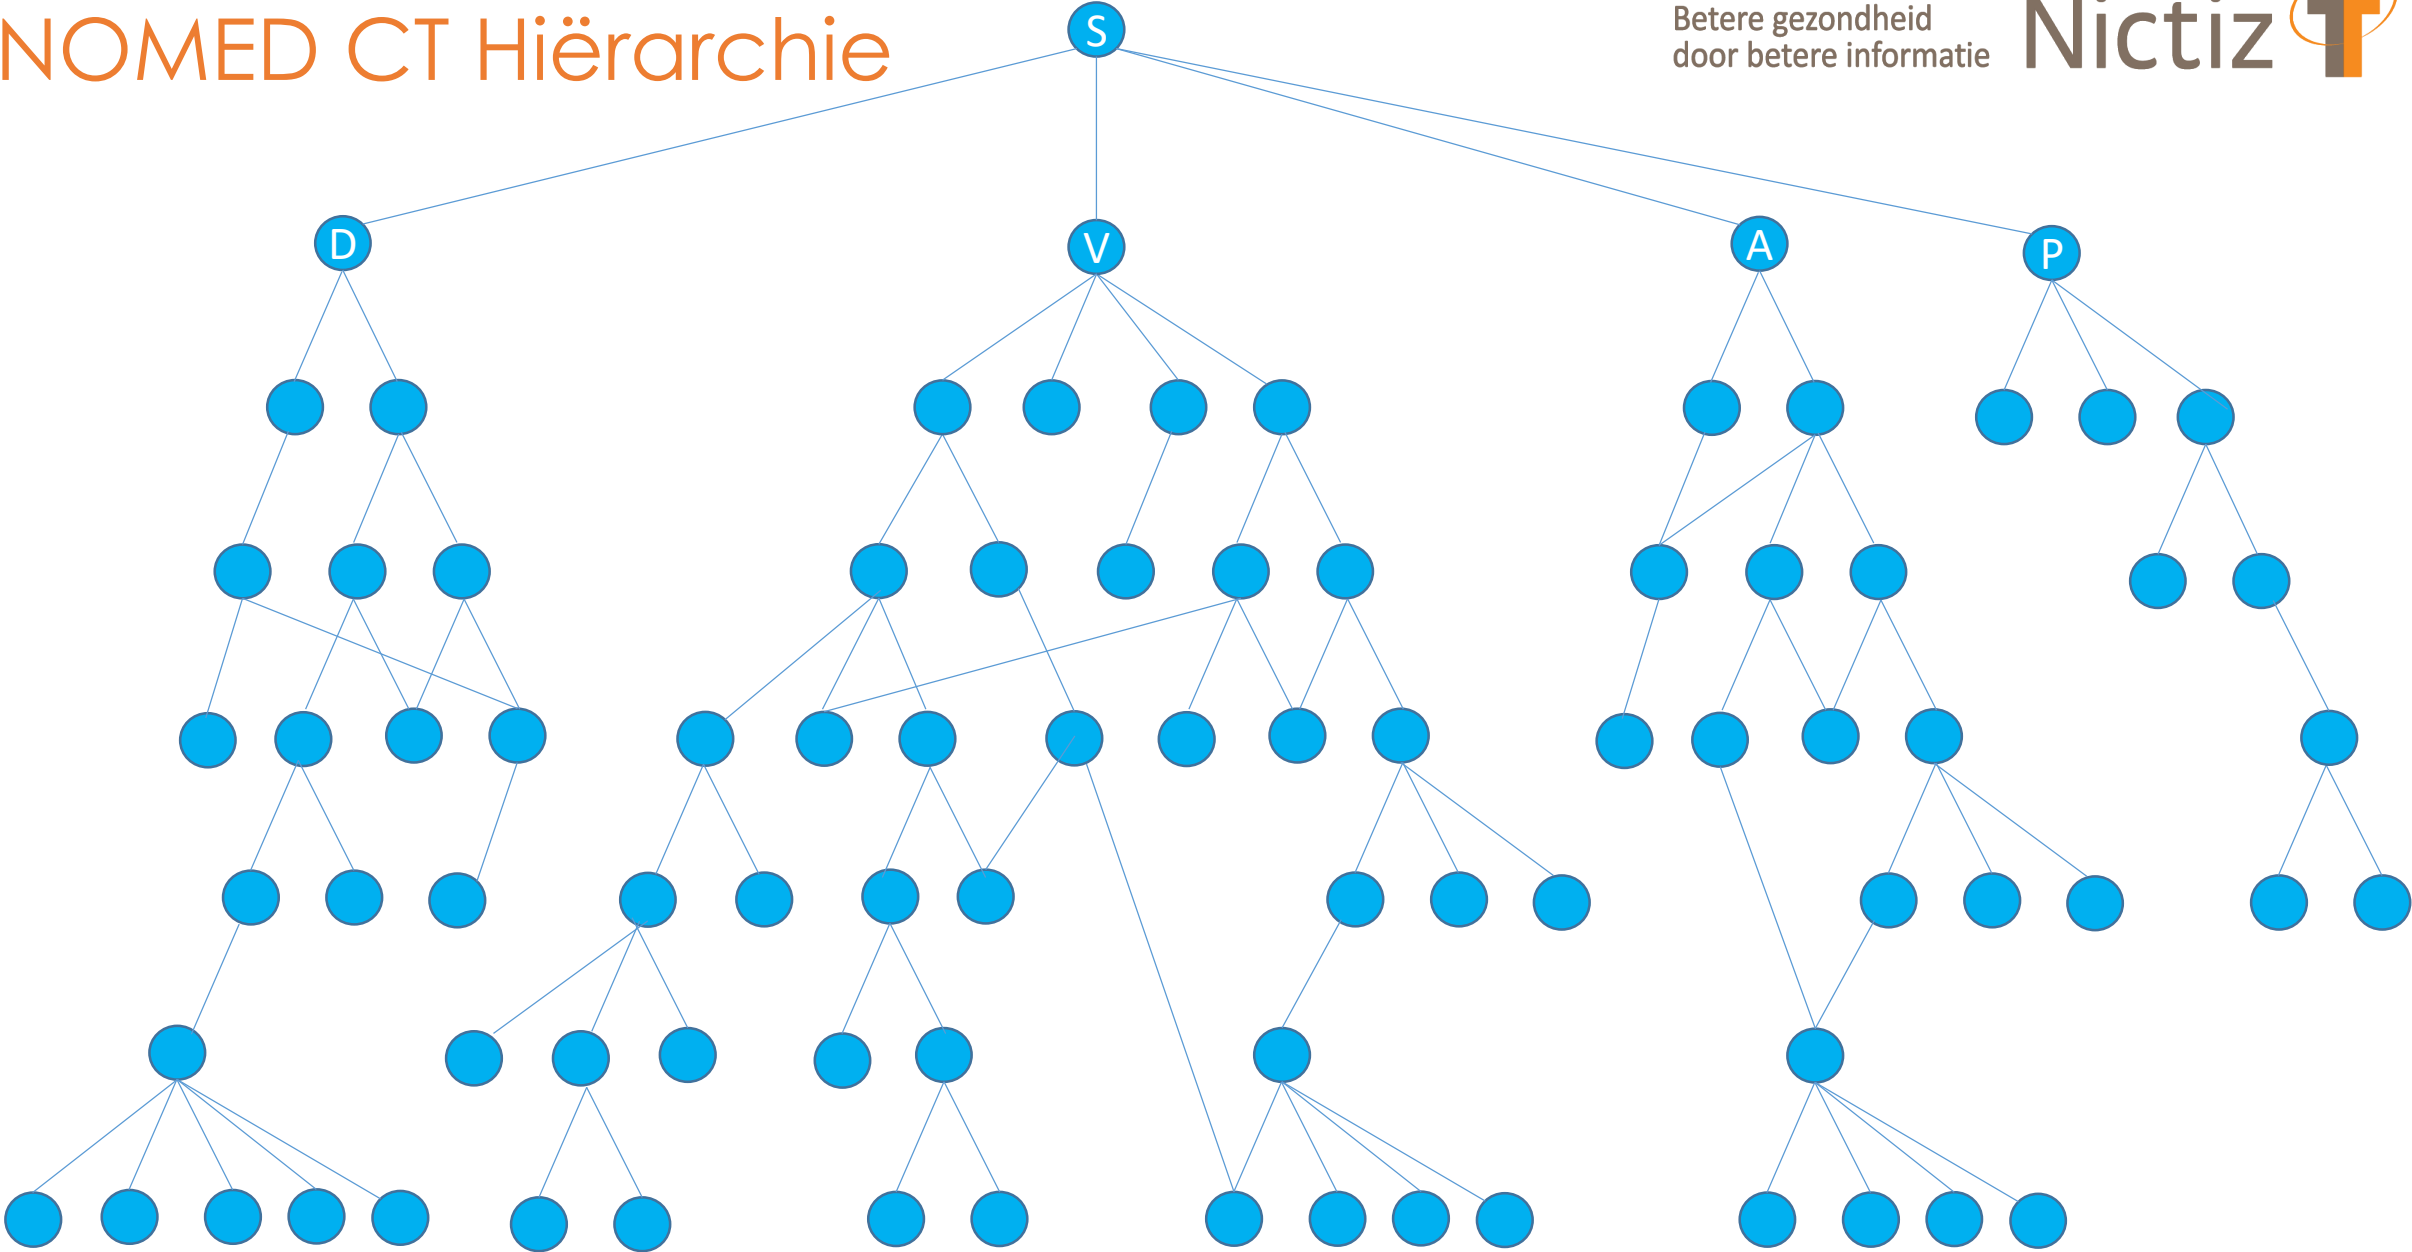 NOMED CT Hiërarchie
Betere gezondheid
door betere informatie
Nictiz
S
D
V
A
P